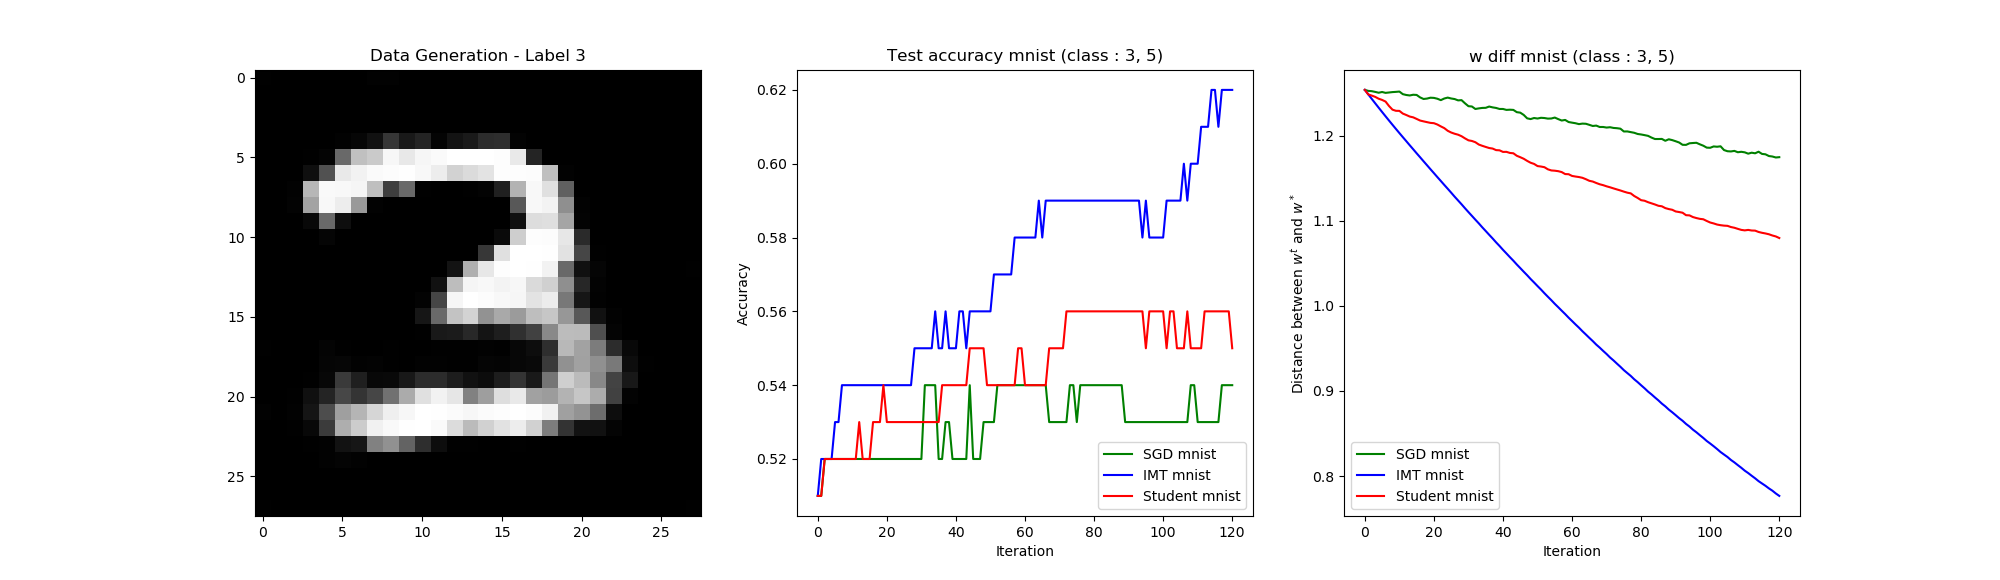 Data Generation - Label 3
0
5
10
15
20
25
0 5 10 15 20 25
Test accuracy mnist (class : 3, 5)
Accuracy
0.62
0.60
0.58
0.56
0.54
0.52
SGD mnist
IMT mnist
Student mnist
0 20 40 60 80 100 120
Iteration
w diff mnist (class : 3, 5)
Distance between w^t and w^*
1.2
1.1
1.0
0.9
0.8
SGD mnist
IMT mnist
Student mnist
0 20 40 60 80 100 120
Iteration